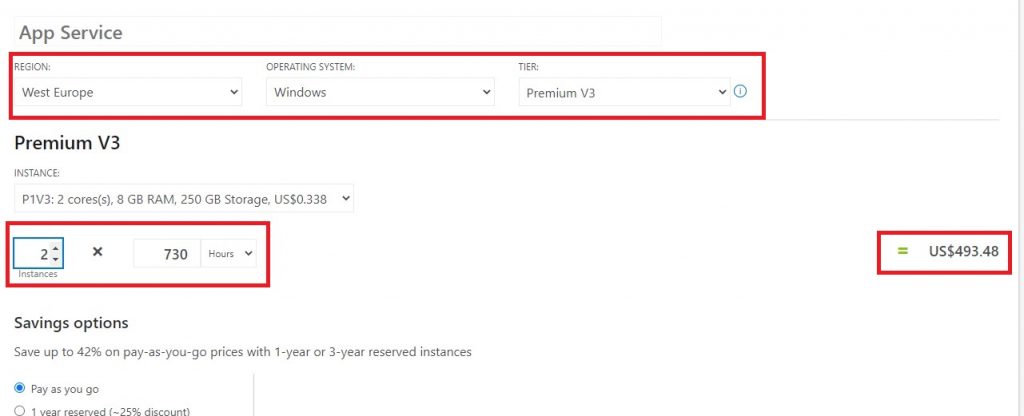 App Service
REGION: OPERATING SYSTEM: TIER:
West Europe Windows Premium V3
Premium V3
INSTANCE:
P1V3: 2 cores(s), 8 GB RAM, 250 GB Storage, US$0.338
2 × 730 Hours = US$493.48
Instances
Savings options
Save up to 42% on pay-as-you-go prices with 1-year or 3-year reserved instances
Pay as you go
1 year reserved (~25% discount)